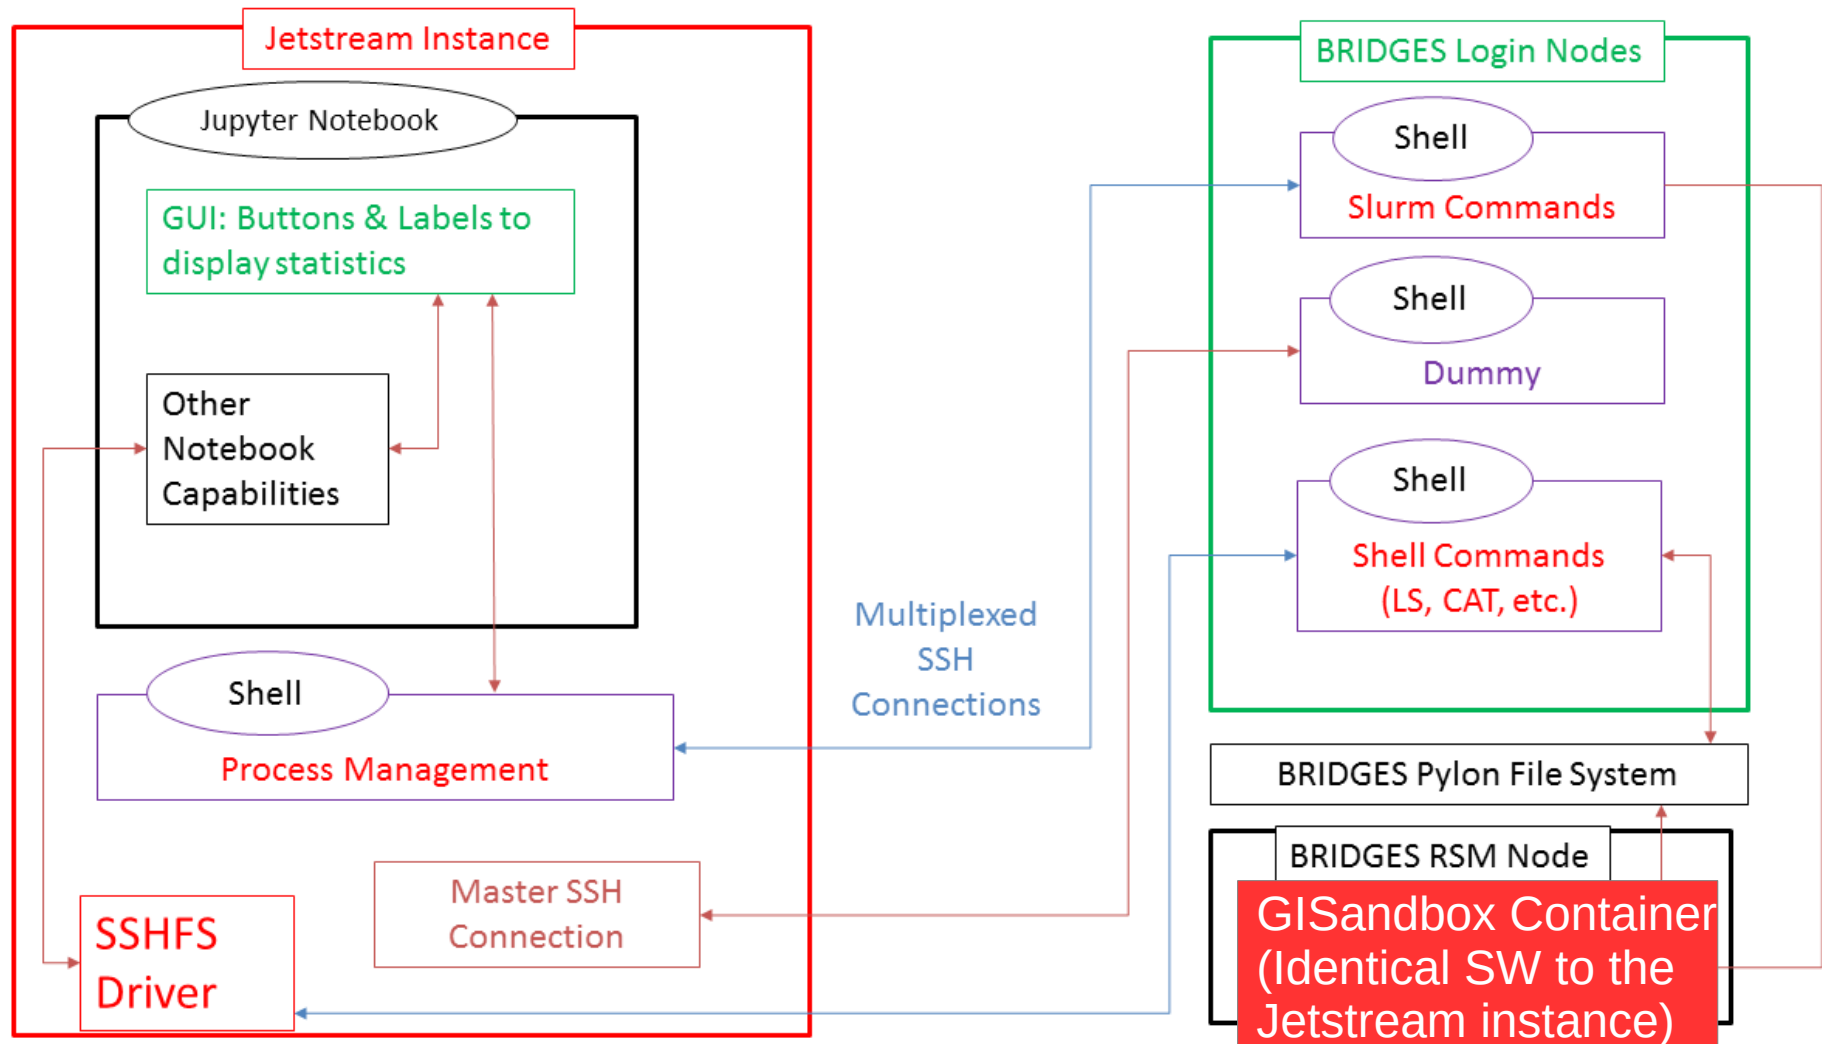 Jetstream Instance
Jupyter Notebook
GUI: Buttons & Labels to
display statistics
Other
Notebook
Capabilities
Shell
Process Management
SSHFS
Driver
Master SSH
Connection
Multiplexed
SSH
Connections
BRIDGES Login Nodes
Shell
Slurm Commands
Shell
Dummy
Shell
Shell Commands
(LS, CAT, etc.)
BRIDGES Pylon File System
BRIDGES RSM Node
GISandbox Container
(Identical SW to the
Jetstream instance)